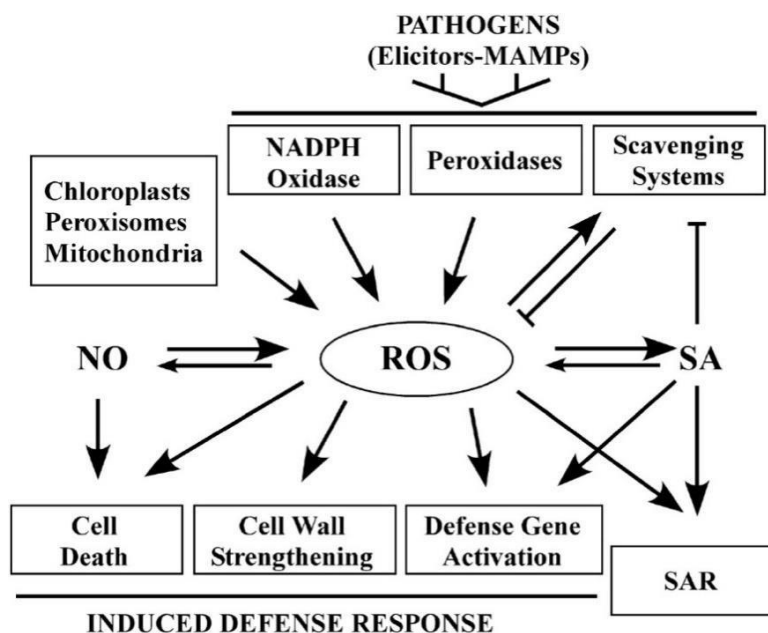 PATHOGENS
(Elicitors-MAMPs)
NADPH
Oxidase
Peroxidases
Scavenging
Systems
Chloroplasts
Peroxisomes
Mitochondria
NO
ROS
SA
Cell
Death
Cell Wall
Strengthening
Defense Gene
Activation
SAR
INDUCED DEFENSE RESPONSE